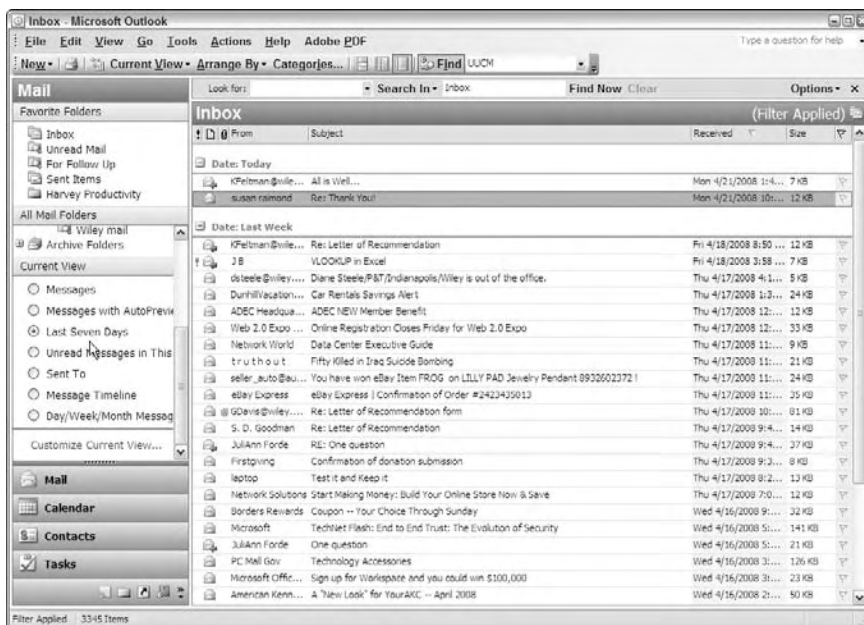 Inbox - Microsoft Outlook
File Edit View Go Tools Actions Help Adobe PDF Type a question for help
New Current View Arrange By Categories... Find UUCM
Mail
Look for: Search In Inbox Find Now Clear Options x
Favorite Folders
Inbox
Unread Mail
For Follow Up
Sent Items
Harvey Productivity
All Mail Folders
Wiley mail
Archive Folders
Current View
Messages
Messages with AutoPrevie
Last Seven Days
Unread Messages in This
Sent To
Message Timeline
Day/Week/Month Messag
Customize Current View...
Mail
Calendar
Contacts
Tasks
Inbox (Filter Applied)
From Subject Received Size
Date: Today
KFeltman@wile... All is Well... Mon 4/21/2008 1:4... 7 KB
susan raimond Re: Thank You! Mon 4/21/2008 10:... 12 KB
Date: Last Week
KFeltman@wile... Re: Letter of Recommendation Fri 4/18/2008 8:50 ... 12 KB
J B VLOOKUP in Excel Fri 4/18/2008 3:58 ... 7 KB
dsteele@wiley.... Diane Steele/P&T/Indianapolis/Wiley is out of the office. Thu 4/17/2008 4:1... 5 KB
DunhillVacation... Car Rentals Savings Alert Thu 4/17/2008 1:3... 24 KB
ADEC Headqua... ADEC NEW Member Benefit Thu 4/17/2008 12:... 12 KB
Web 2.0 Expo ... Online Registration Closes Friday for Web 2.0 Expo Thu 4/17/2008 12:... 33 KB
Network World Data Center Executive Guide Thu 4/17/2008 11:... 9 KB
t r u t h o u t Fifty Killed in Iraq Suicide Bombing Thu 4/17/2008 11:... 21 KB
seller_auto@au... You have won eBay Item FROG on LILLY PAD Jewelry Pendant 8932602372 ! Thu 4/17/2008 11:... 24 KB
eBay Express eBay Express | Confirmation of Order #2423435013 Thu 4/17/2008 11:... 35 KB
GDavis@wiley.... Re: Letter of Recommendation form Thu 4/17/2008 10:... 81 KB
S. D. Goodman Re: Letter of Recommendation Thu 4/17/2008 9:4... 14 KB
JuliAnn Forde RE: One question Thu 4/17/2008 9:4... 37 KB
Firstgiving Confirmation of donation submission Thu 4/17/2008 9:3... 8 KB
laptop Test it and Keep it Thu 4/17/2008 8:2... 13 KB
Network Solutions Start Making Money: Build Your Online Store Now & Save Thu 4/17/2008 7:0... 12 KB
Borders Rewards Coupon -- Your Choice Through Sunday Wed 4/16/2008 9:... 32 KB
Microsoft TechNet Flash: End to End Trust: The Evolution of Security Wed 4/16/2008 5:... 141 KB
JuliAnn Forde One question Wed 4/16/2008 5:... 21 KB
PC Mall Gov Technology Accessories Wed 4/16/2008 3:... 126 KB
Microsoft Offic... Sign up for Workspace and you could win $100,000 Wed 4/16/2008 3:... 23 KB
American Kenn... A "New Look" for YourAKC -- April 2008 Wed 4/16/2008 2:... 50 KB
Filter Applied 3345 Items